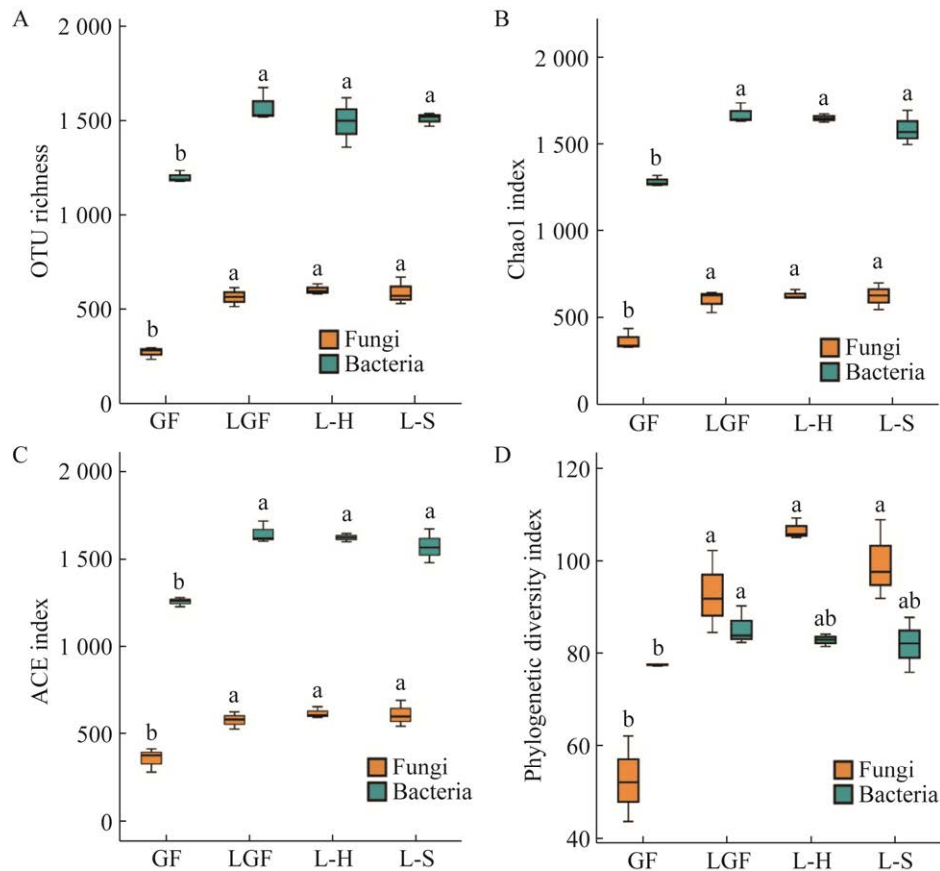 A
OTU richness
2 000
1 500
1 000
500
0
b
a
a
a
b
a
a
a
Fungi
Bacteria
GF LGF L-H L-S
B
Chao1 index
2 000
1 500
1 000
500
0
b
a
a
a
b
a
a
a
Fungi
Bacteria
GF LGF L-H L-S
C
ACE index
2 000
1 500
1 000
500
0
b
a
a
a
b
a
a
a
Fungi
Bacteria
GF LGF L-H L-S
D
Phylogenetic diversity index
120
100
80
60
40
b
b
a
a
a
ab
a
ab
Fungi
Bacteria
GF LGF L-H L-S